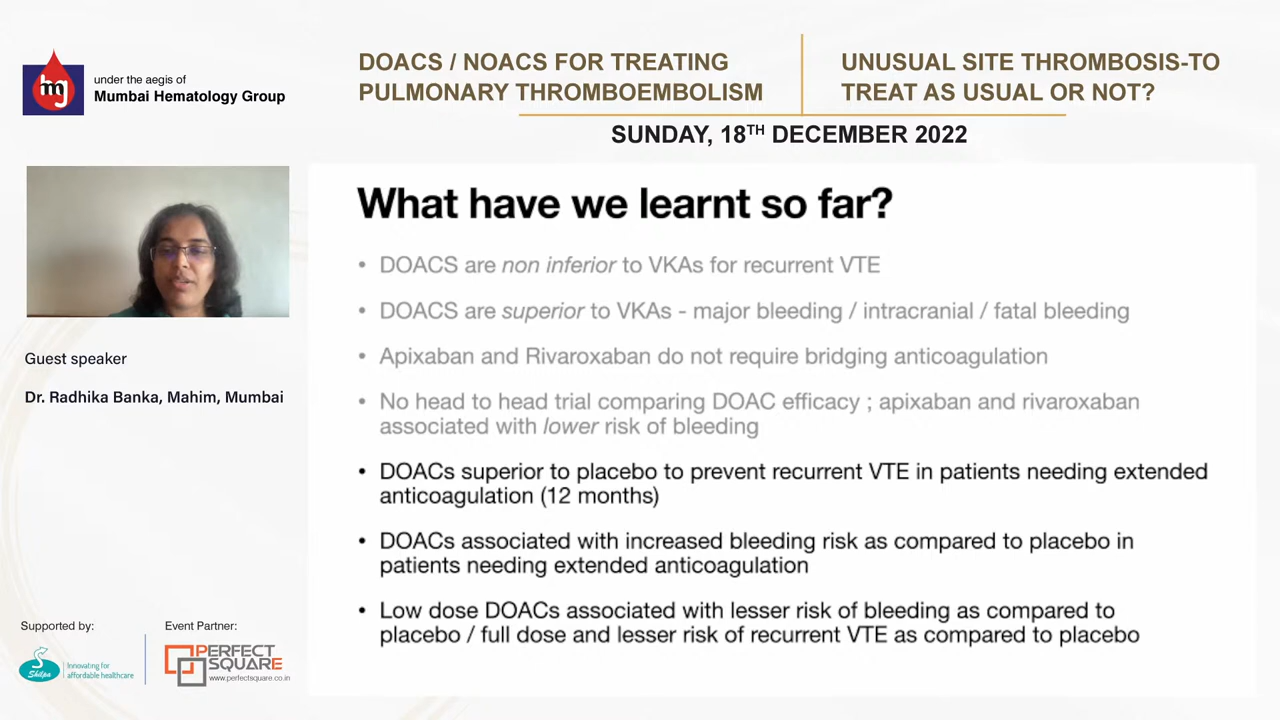 mg
under the aegis of
Mumbai Hematology Group
DOACS / NOACS FOR TREATING
PULMONARY THROMBOEMBOLISM
UNUSUAL SITE THROMBOSIS-TO
TREAT AS USUAL OR NOT?
SUNDAY, 18TH DECEMBER 2022
Guest speaker
Dr. Radhika Banka, Mahim, Mumbai
What have we learnt so far?
• DOACS are non inferior to VKAs for recurrent VTE
• DOACS are superior to VKAs - major bleeding / intracranial / fatal bleeding
• Apixaban and Rivaroxaban do not require bridging anticoagulation
• No head to head trial comparing DOAC efficacy ; apixaban and rivaroxaban
associated with lower risk of bleeding
• DOACs superior to placebo to prevent recurrent VTE in patients needing extended
anticoagulation (12 months)
• DOACs associated with increased bleeding risk as compared to placebo in
patients needing extended anticoagulation
• Low dose DOACs associated with lesser risk of bleeding as compared to
placebo / full dose and lesser risk of recurrent VTE as compared to placebo
Supported by:
Shilpa
Innovating for
affordable healthcare
Event Partner:
PERFECT
SQUARE
www.perfectsquare.co.in